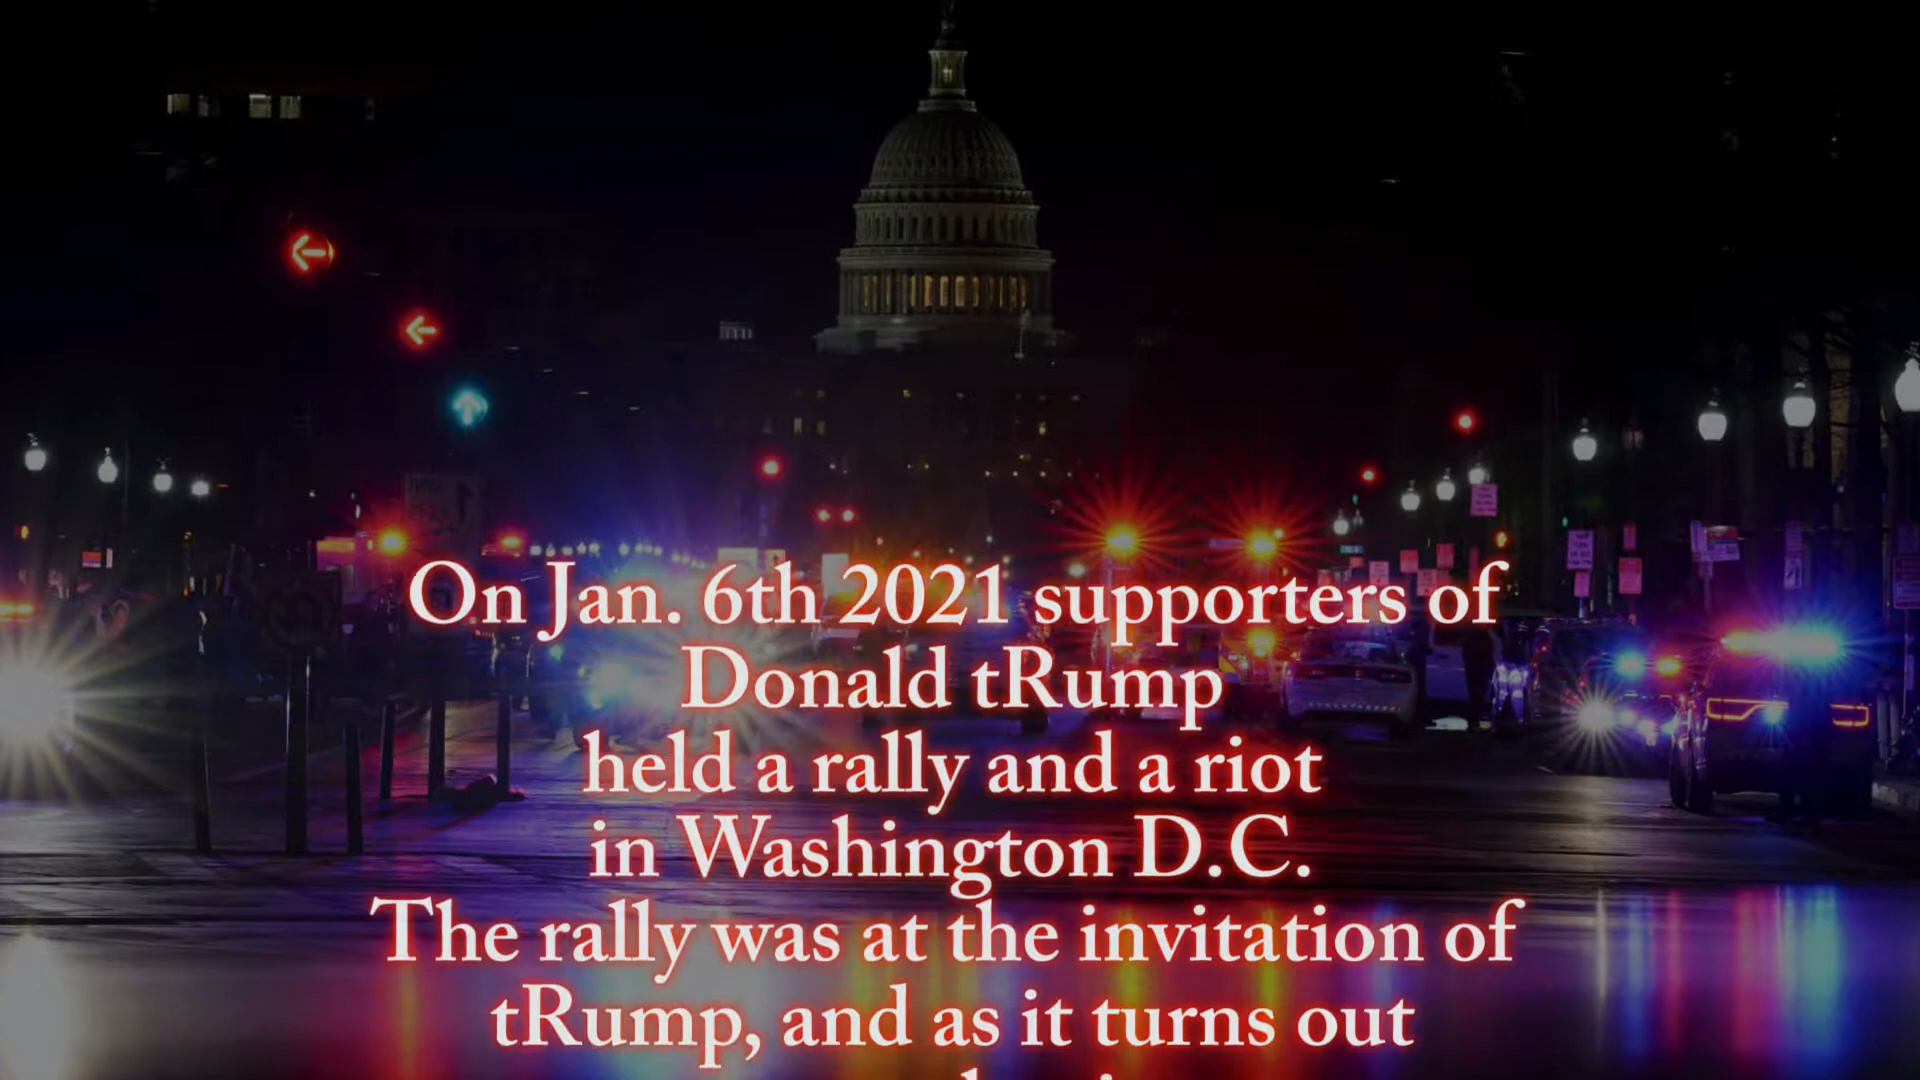 On Jan. 6th 2021 supporters of
Donald tRump
held a rally and a riot
in Washington D.C.
The rally was at the invitation of
tRump, and as it turns out